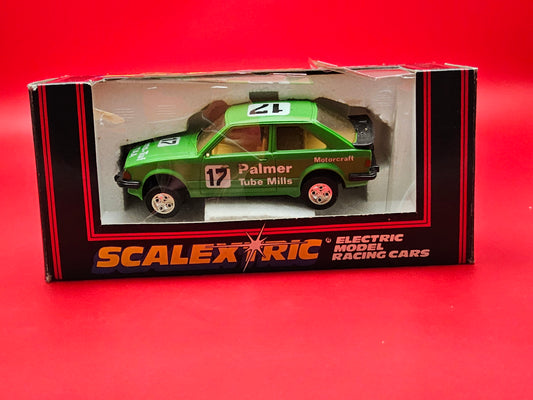 17
17
Palmer
Tube Mills
Motorcraft
SCALEXTRIC
ELECTRIC
MODEL
RACING CARS